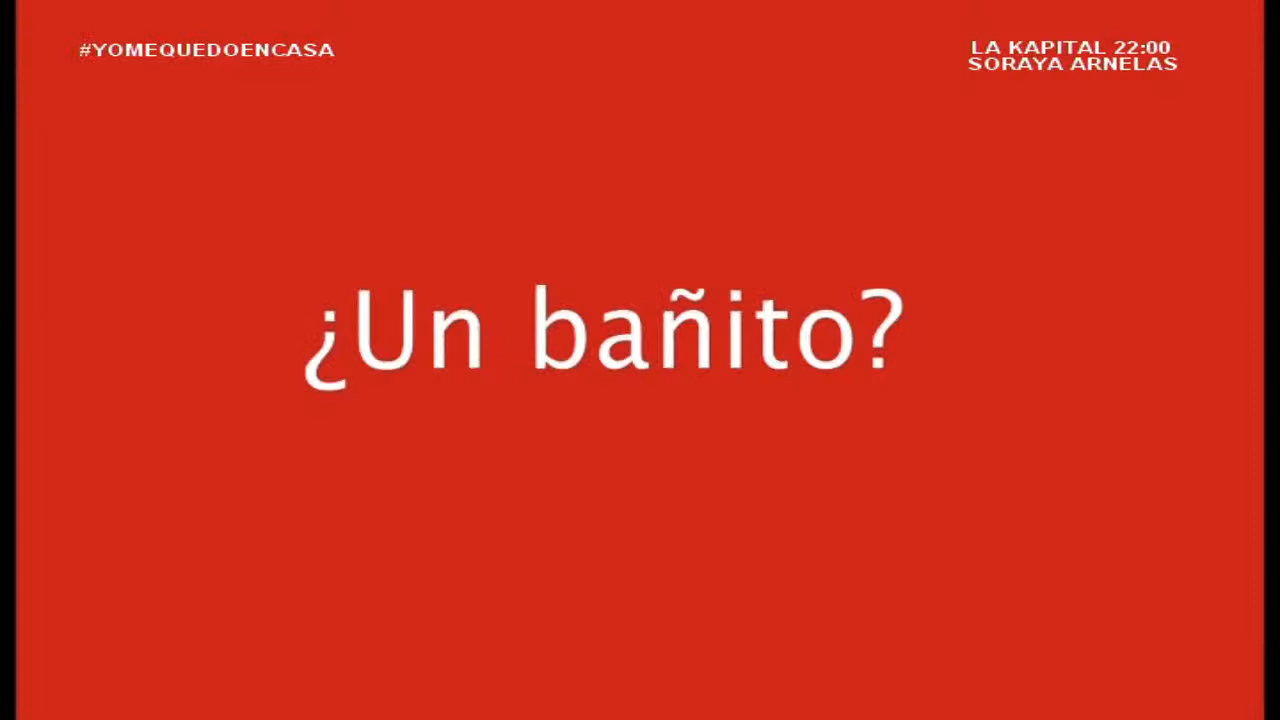 #YOMEQUEDOENCASA
LA KAPITAL 22:00
SORAYA ARNELAS
¿Un bañito?